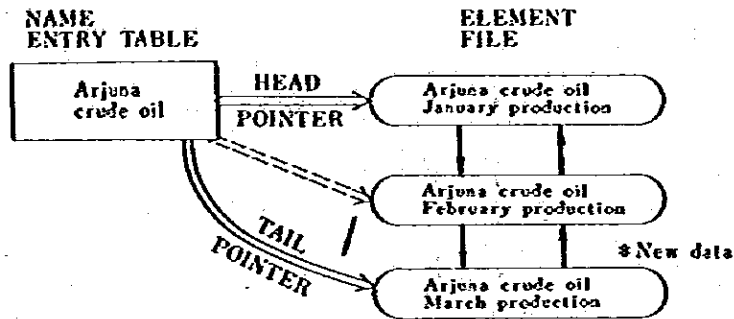 NAME
ENTRY TABLE
ELEMENT
FILE
Arjuna
crude oil
HEAD
POINTER
Arjuna crude oil
January production
Arjuna crude oil
February production
TAIL
POINTER
*New data
Arjuna crude oil
March production